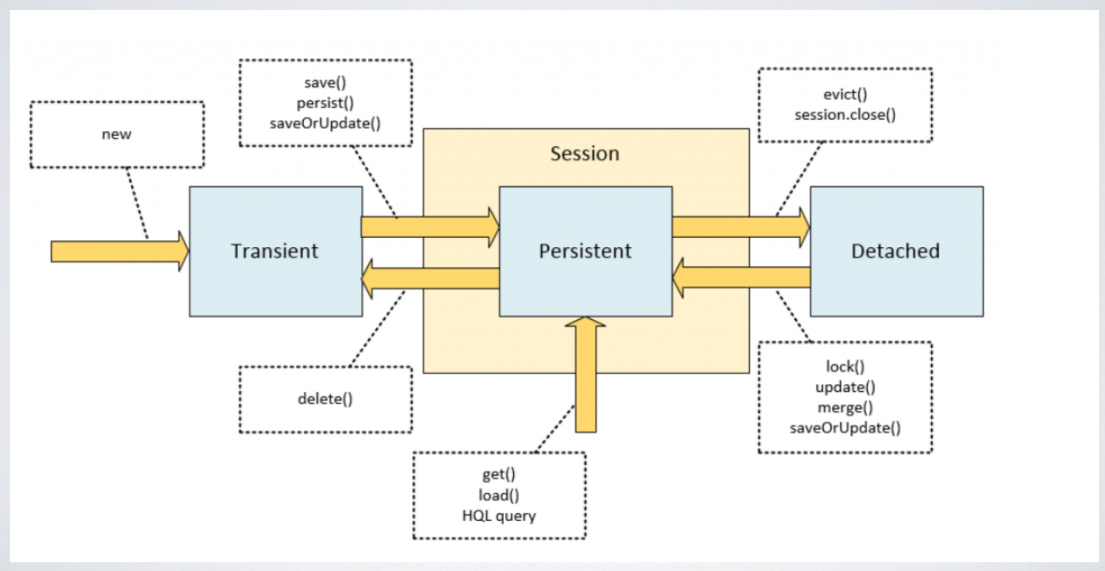 new
save()
persist()
saveOrUpdate()
evict()
session.close()
Session
Transient
Persistent
Detached
delete()
lock()
update()
merge()
saveOrUpdate()
get()
load()
HQL query